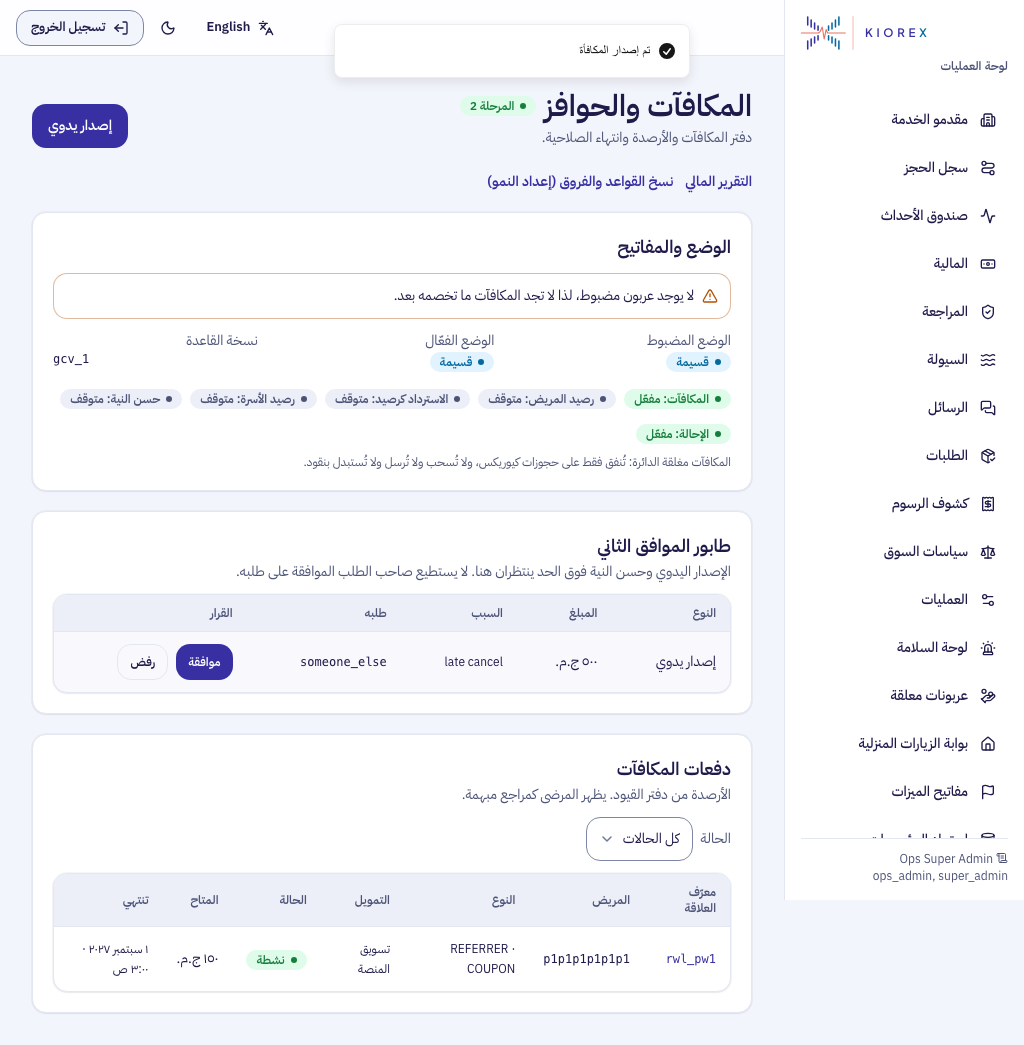 KIOREX
لوحة العمليات
مقدمو الخدمة
سجل الحجز
صندوق الأحداث
المالية
المراجعة
السيولة
الرسائل
الطلبات
كشوف الرسوم
سياسات السوق
العمليات
لوحة السلامة
عربونات معلقة
بوابة الزيارات المنزلية
مفاتيح الميزات
Ops Super Admin
ops_admin, super_admin
English
تسجيل الخروج
تم إصدار المكافأة
المكافآت والحوافز
المرحلة 2
دفتر المكافآت والأرصدة وانتهاء الصلاحية.
إصدار يدوي
التقرير المالي
نسخ القواعد والفروق (إعداد النمو)
الوضع والمفاتيح
لا يوجد عربون مضبوط، لذا لا تجد المكافآت ما تخصمه بعد.
الوضع المضبوط
قسيمة
الوضع الفعّال
قسيمة
نسخة القاعدة
gcv_1
المكافآت: مفعّل
رصيد المريض: متوقف
الاسترداد كرصيد: متوقف
رصيد الأسرة: متوقف
حسن النية: متوقف
الإحالة: مفعّل
المكافآت مغلقة الدائرة: تُنفق فقط على حجوزات كيوريكس، ولا تُسحب ولا تُرسل ولا تُستبدل بنقود.
طابور الموافق الثاني
الإصدار اليدوي وحسن النية فوق الحد ينتظران هنا. لا يستطيع صاحب الطلب الموافقة على طلبه.
النوع المبلغ السبب طلبه القرار
إصدار يدوي ٥٠٠ ج.م. late cancel someone_else موافقة رفض
دفعات المكافآت
الأرصدة من دفتر القيود. يظهر المرضى كمراجع مبهمة.
الحالة
كل الحالات
معرّف العلاقة المريض النوع التمويل الحالة المتاح تنتهي
rwl_pw1 p1p1p1p1p1p1 REFERRER · COUPON تسويق المنصة نشطة ١٥٠ ج.م. ١ سبتمبر ٢٠٢٧ · ٣:٠٠ ص